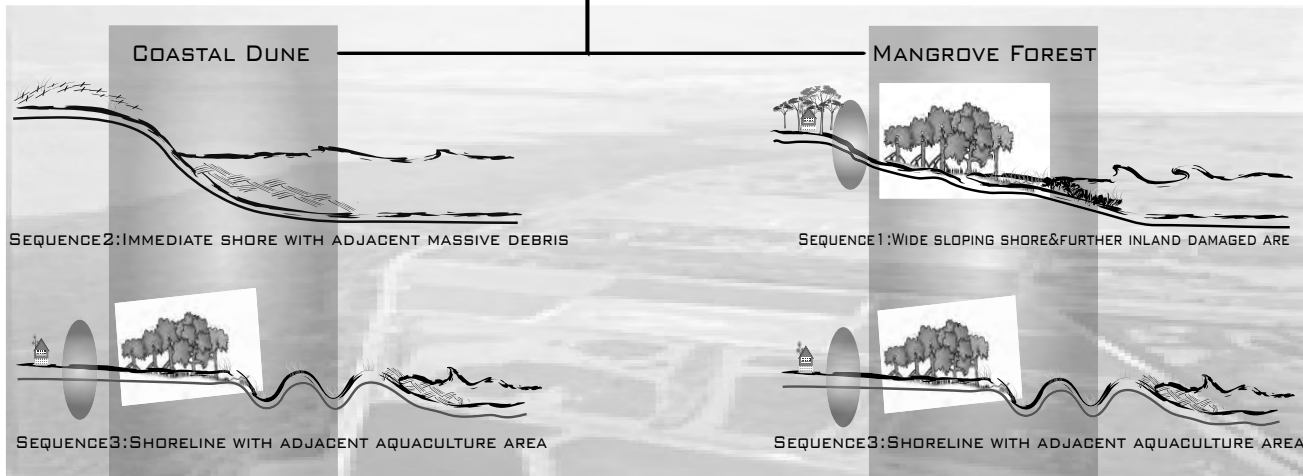 COASTAL DUNE
MANGROVE FOREST
SEQUENCE2:IMMEDIATE SHORE WITH ADJACENT MASSIVE DEBRIS
SEQUENCE1:WIDE SLOPING SHORE&FURTHER INLAND DAMAGED ARE
SEQUENCE3:SHORELINE WITH ADJACENT AQUACULTURE AREA
SEQUENCE3:SHORELINE WITH ADJACENT AQUACULTURE AREA